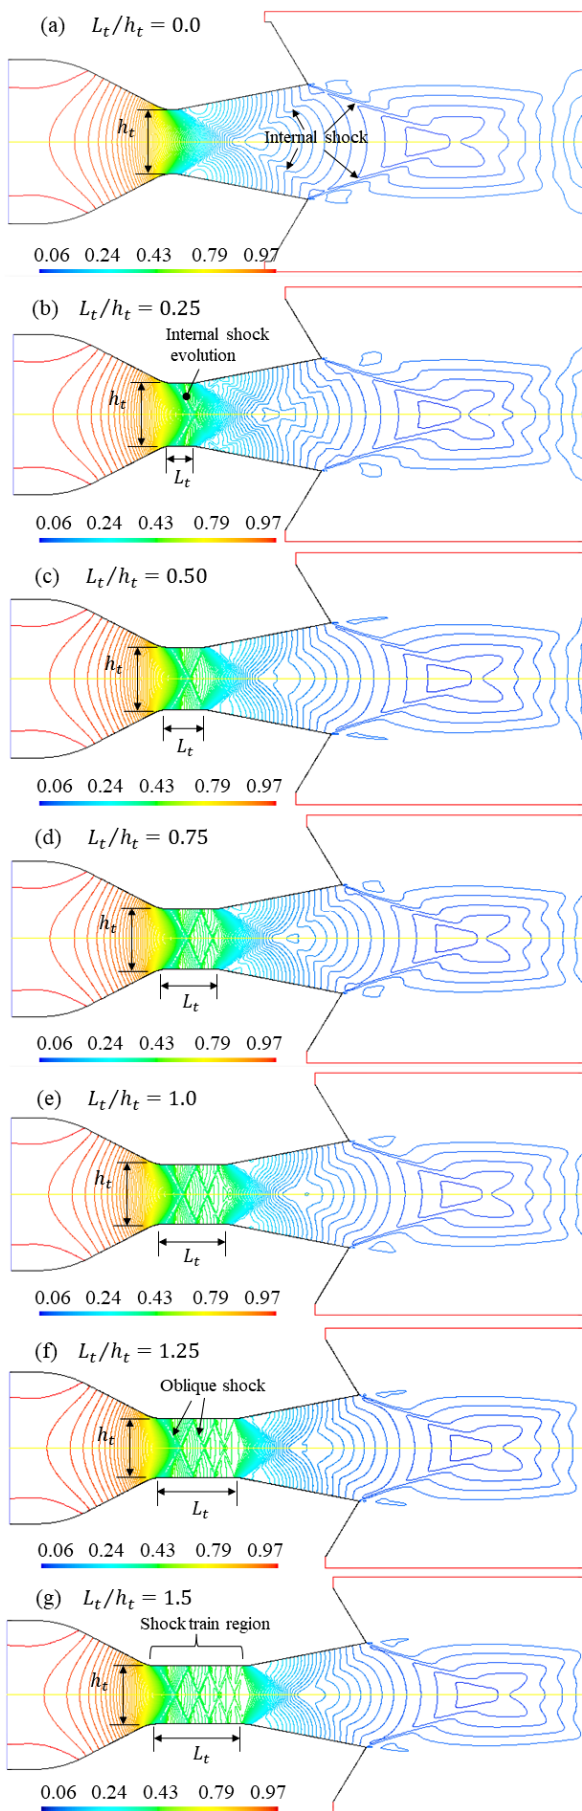 (a) L_t/h_t = 0.0
h_t
Internal shock
0.06 0.24 0.43 0.79 0.97
(b) L_t/h_t = 0.25
Internal shock
evolution
h_t
L_t
0.06 0.24 0.43 0.79 0.97
(c) L_t/h_t = 0.50
h_t
L_t
0.06 0.24 0.43 0.79 0.97
(d) L_t/h_t = 0.75
h_t
L_t
0.06 0.24 0.43 0.79 0.97
(e) L_t/h_t = 1.0
h_t
L_t
0.06 0.24 0.43 0.79 0.97
(f) L_t/h_t = 1.25
Oblique shock
h_t
L_t
0.06 0.24 0.43 0.79 0.97
(g) L_t/h_t = 1.5
Shock train region
h_t
L_t
0.06 0.24 0.43 0.79 0.97